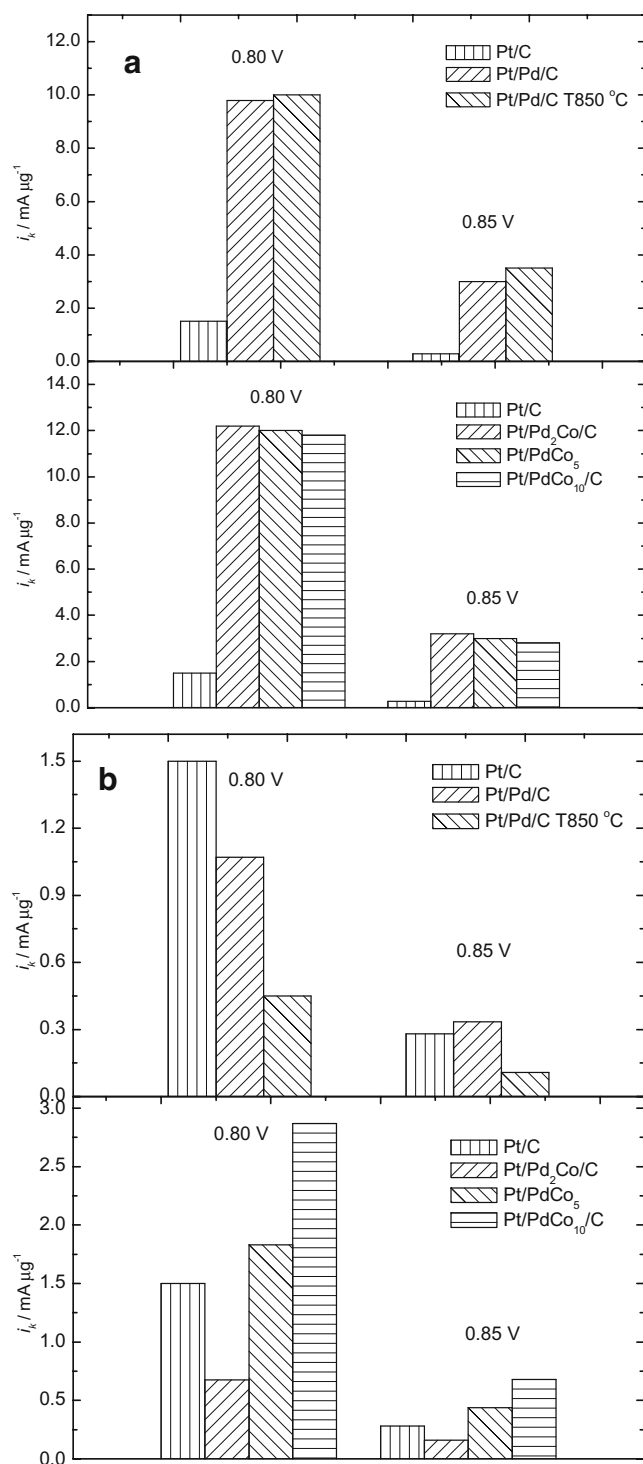 a
0.80 V
Pt/C
Pt/Pd/C
Pt/Pd/C T850 °C
0.85 V
12.0
10.0
8.0
6.0
4.0
2.0
0.0
iₖ / mA µg⁻¹
0.80 V
Pt/C
Pt/Pd₂Co/C
Pt/PdCo₅
Pt/PdCo₁₀/C
0.85 V
14.0
12.0
10.0
8.0
6.0
4.0
2.0
0.0
iₖ / mA µg⁻¹
b
0.80 V
Pt/C
Pt/Pd/C
Pt/Pd/C T850 °C
0.85 V
1.5
1.2
0.9
0.6
0.3
0.0
iₖ / mA µg⁻¹
0.80 V
Pt/C
Pt/Pd₂Co/C
Pt/PdCo₅
Pt/PdCo₁₀/C
0.85 V
3.0
2.5
2.0
1.5
1.0
0.5
0.0
iₖ / mA µg⁻¹